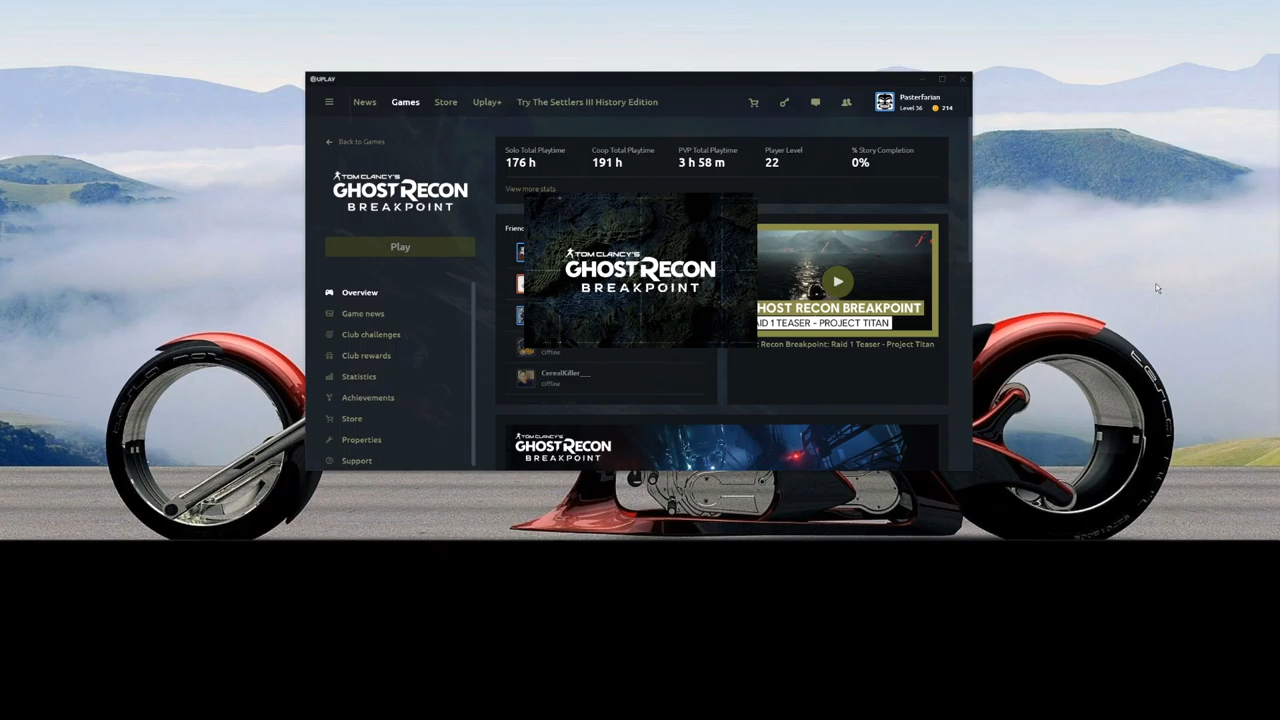 UPLAY
News
Games
Store
Uplay+
Try The Settlers III History Edition
Pasterfarian
Level 36
214
Back to Games
TOM CLANCY'S
GHOST RECON
BREAKPOINT
Play
Overview
Game news
Club challenges
Club rewards
Statistics
Achievements
Store
Properties
Support
Solo Total Playtime
176 h
Coop Total Playtime
191 h
PVP Total Playtime
3 h 58 m
Player Level
22
% Story Completion
0%
View more stats
Friend
TOM CLANCY'S
GHOST RECON
BREAKPOINT
HOST RECON BREAKPOINT
AID 1 TEASER - PROJECT TITAN
: Recon Breakpoint: Raid 1 Teaser - Project Titan
Offline
CerealKiller__
Offline
TOM CLANCY'S
GHOST RECON
BREAKPOINT